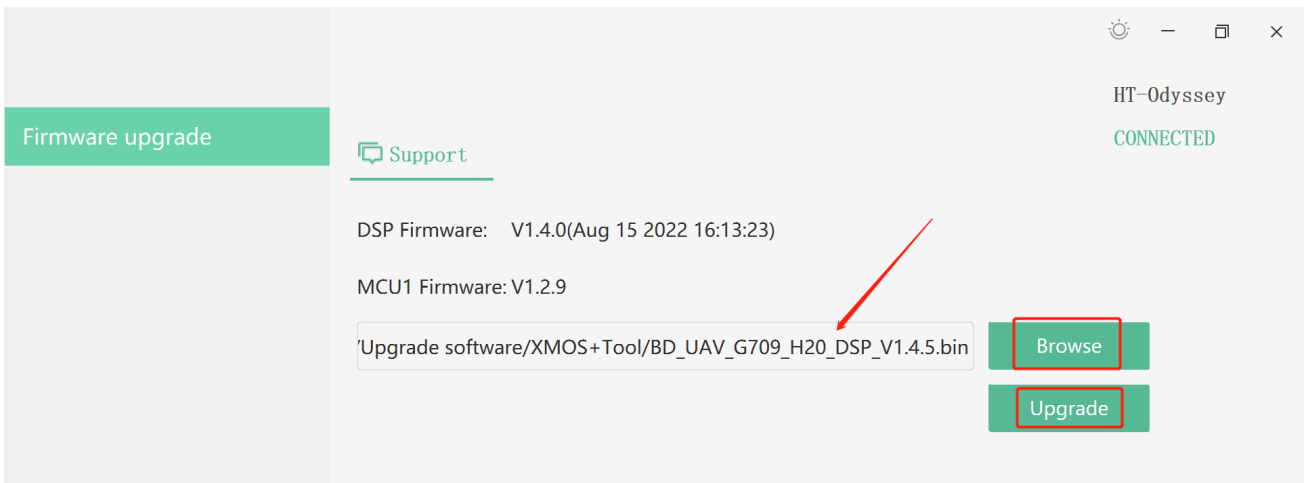 HT-Odyssey
CONNECTED
Firmware upgrade
Support
DSP Firmware: V1.4.0(Aug 15 2022 16:13:23)
MCU1 Firmware: V1.2.9
/Upgrade software/XMOS+Tool/BD_UAV_G709_H20_DSP_V1.4.5.bin
Browse
Upgrade